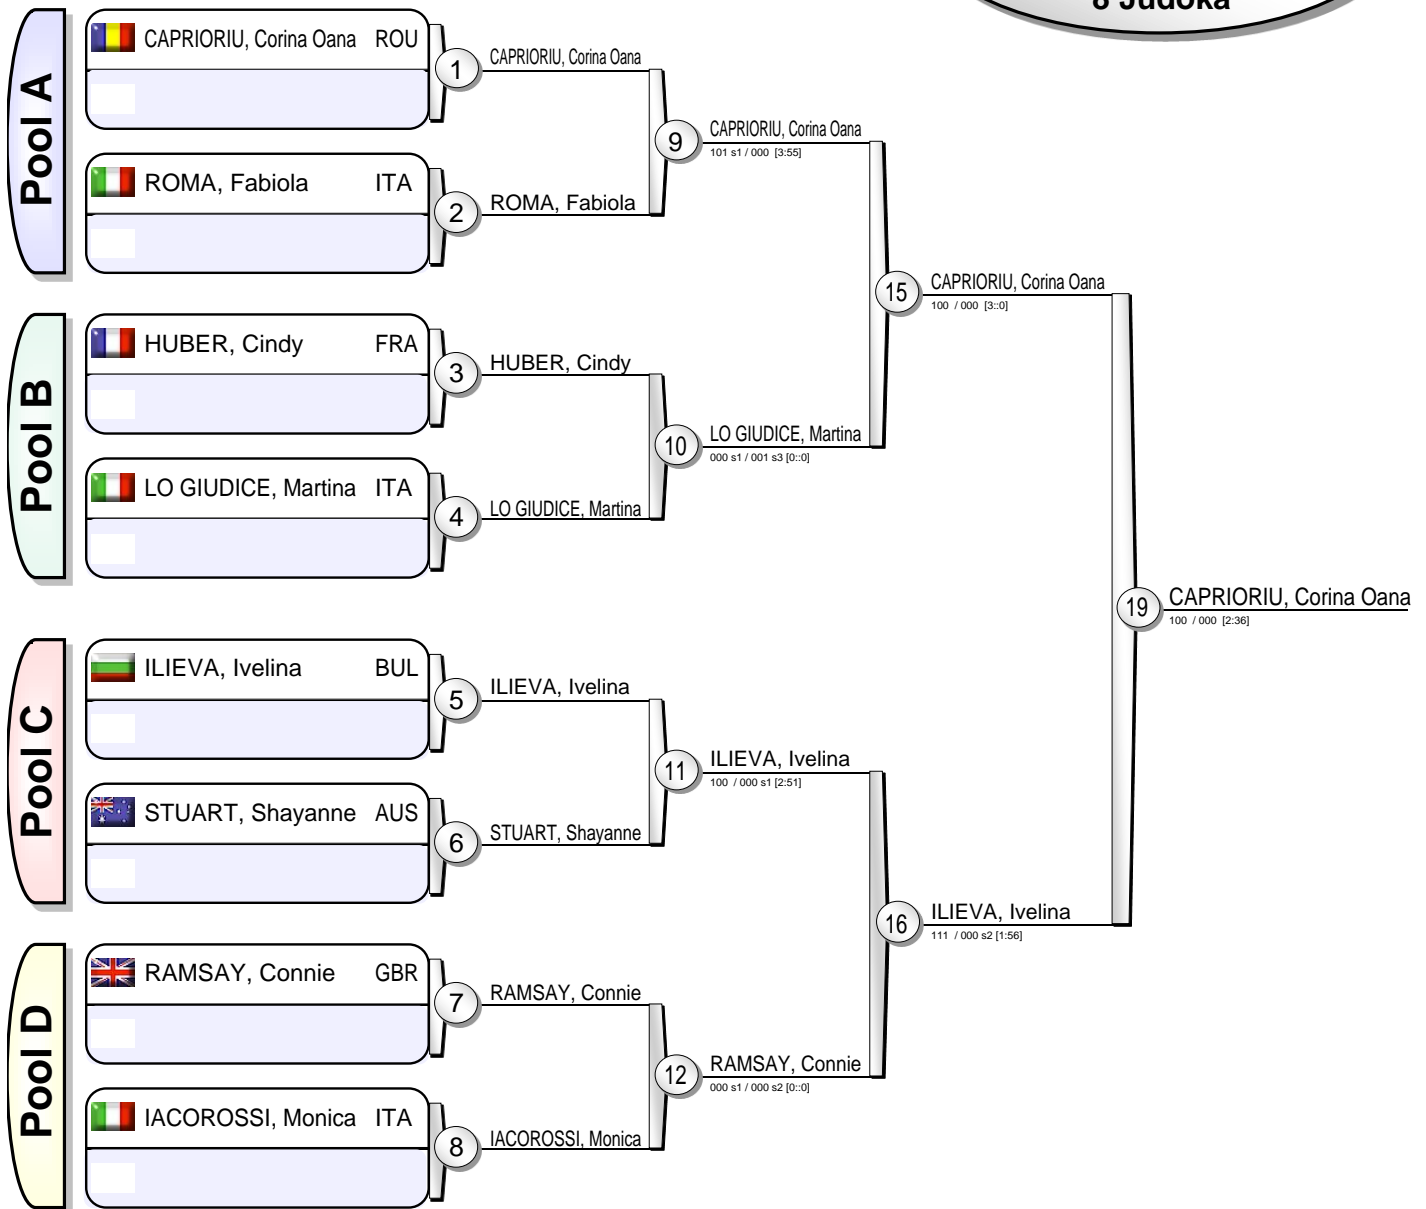 8 Judoka
Pool A
CAPRIORIU, Corina Oana ROU
1
CAPRIORIU, Corina Oana
ROMA, Fabiola ITA
2
ROMA, Fabiola
9
CAPRIORIU, Corina Oana
101 s1 / 000 [3:55]
Pool B
HUBER, Cindy FRA
3
HUBER, Cindy
LO GIUDICE, Martina ITA
4
LO GIUDICE, Martina
10
LO GIUDICE, Martina
000 s1 / 001 s3 [0::0]
15
CAPRIORIU, Corina Oana
100 / 000 [3::0]
Pool C
ILIEVA, Ivelina BUL
5
ILIEVA, Ivelina
STUART, Shayanne AUS
6
STUART, Shayanne
11
ILIEVA, Ivelina
100 / 000 s1 [2:51]
Pool D
RAMSAY, Connie GBR
7
RAMSAY, Connie
IACOROSSI, Monica ITA
8
IACOROSSI, Monica
12
RAMSAY, Connie
000 s1 / 000 s2 [0::0]
16
ILIEVA, Ivelina
111 / 000 s2 [1:56]
19
CAPRIORIU, Corina Oana
100 / 000 [2:36]